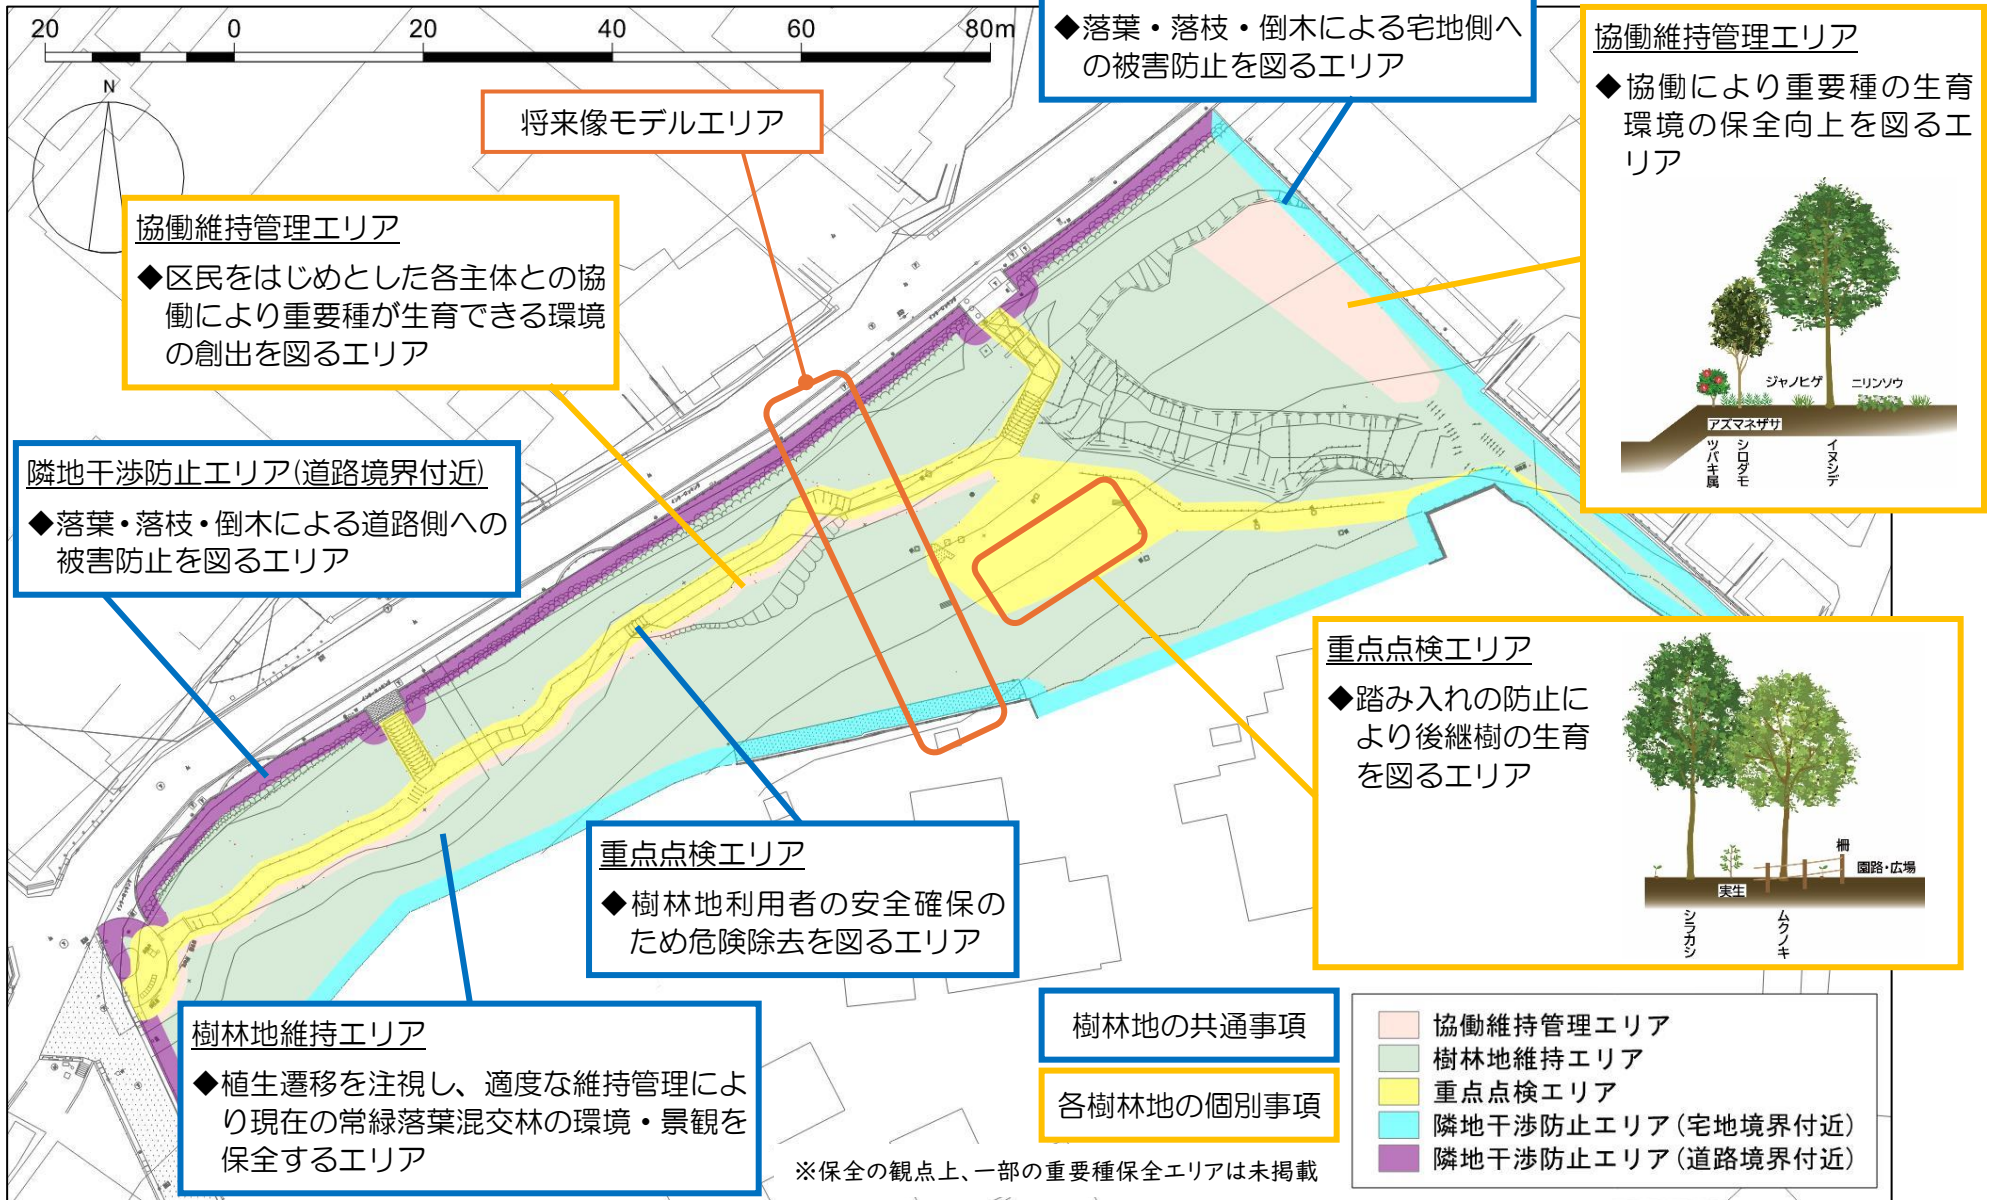 20 0 20 40 60 80m
N
◆落葉・落枝・倒木による宅地側へ
の被害防止を図るエリア
協働維持管理エリア
◆協働により重要種の生育
環境の保全向上を図るエ
リア
ジャノヒゲ
ニリンソウ
アズマネザサ
ツバキ属
シロダモ
イヌシデ
将来像モデルエリア
協働維持管理エリア
◆区民をはじめとした各主体との協
働により重要種が生育できる環境
の創出を図るエリア
隣地干渉防止エリア(道路境界付近)
◆落葉・落枝・倒木による道路側への
被害防止を図るエリア
重点点検エリア
◆踏み入れの防止に
より後継樹の生育
を図るエリア
柵
園路・広場
実生
シラカシ
ムクノキ
重点点検エリア
◆樹林地利用者の安全確保の
ため危険除去を図るエリア
樹林地維持エリア
◆植生遷移を注視し、適度な維持管理によ
り現在の常緑落葉混交林の環境・景観を
保全するエリア
樹林地の共通事項
各樹林地の個別事項
協働維持管理エリア
樹林地維持エリア
重点点検エリア
隣地干渉防止エリア(宅地境界付近)
隣地干渉防止エリア(道路境界付近)
※保全の観点上、一部の重要種保全エリアは未掲載